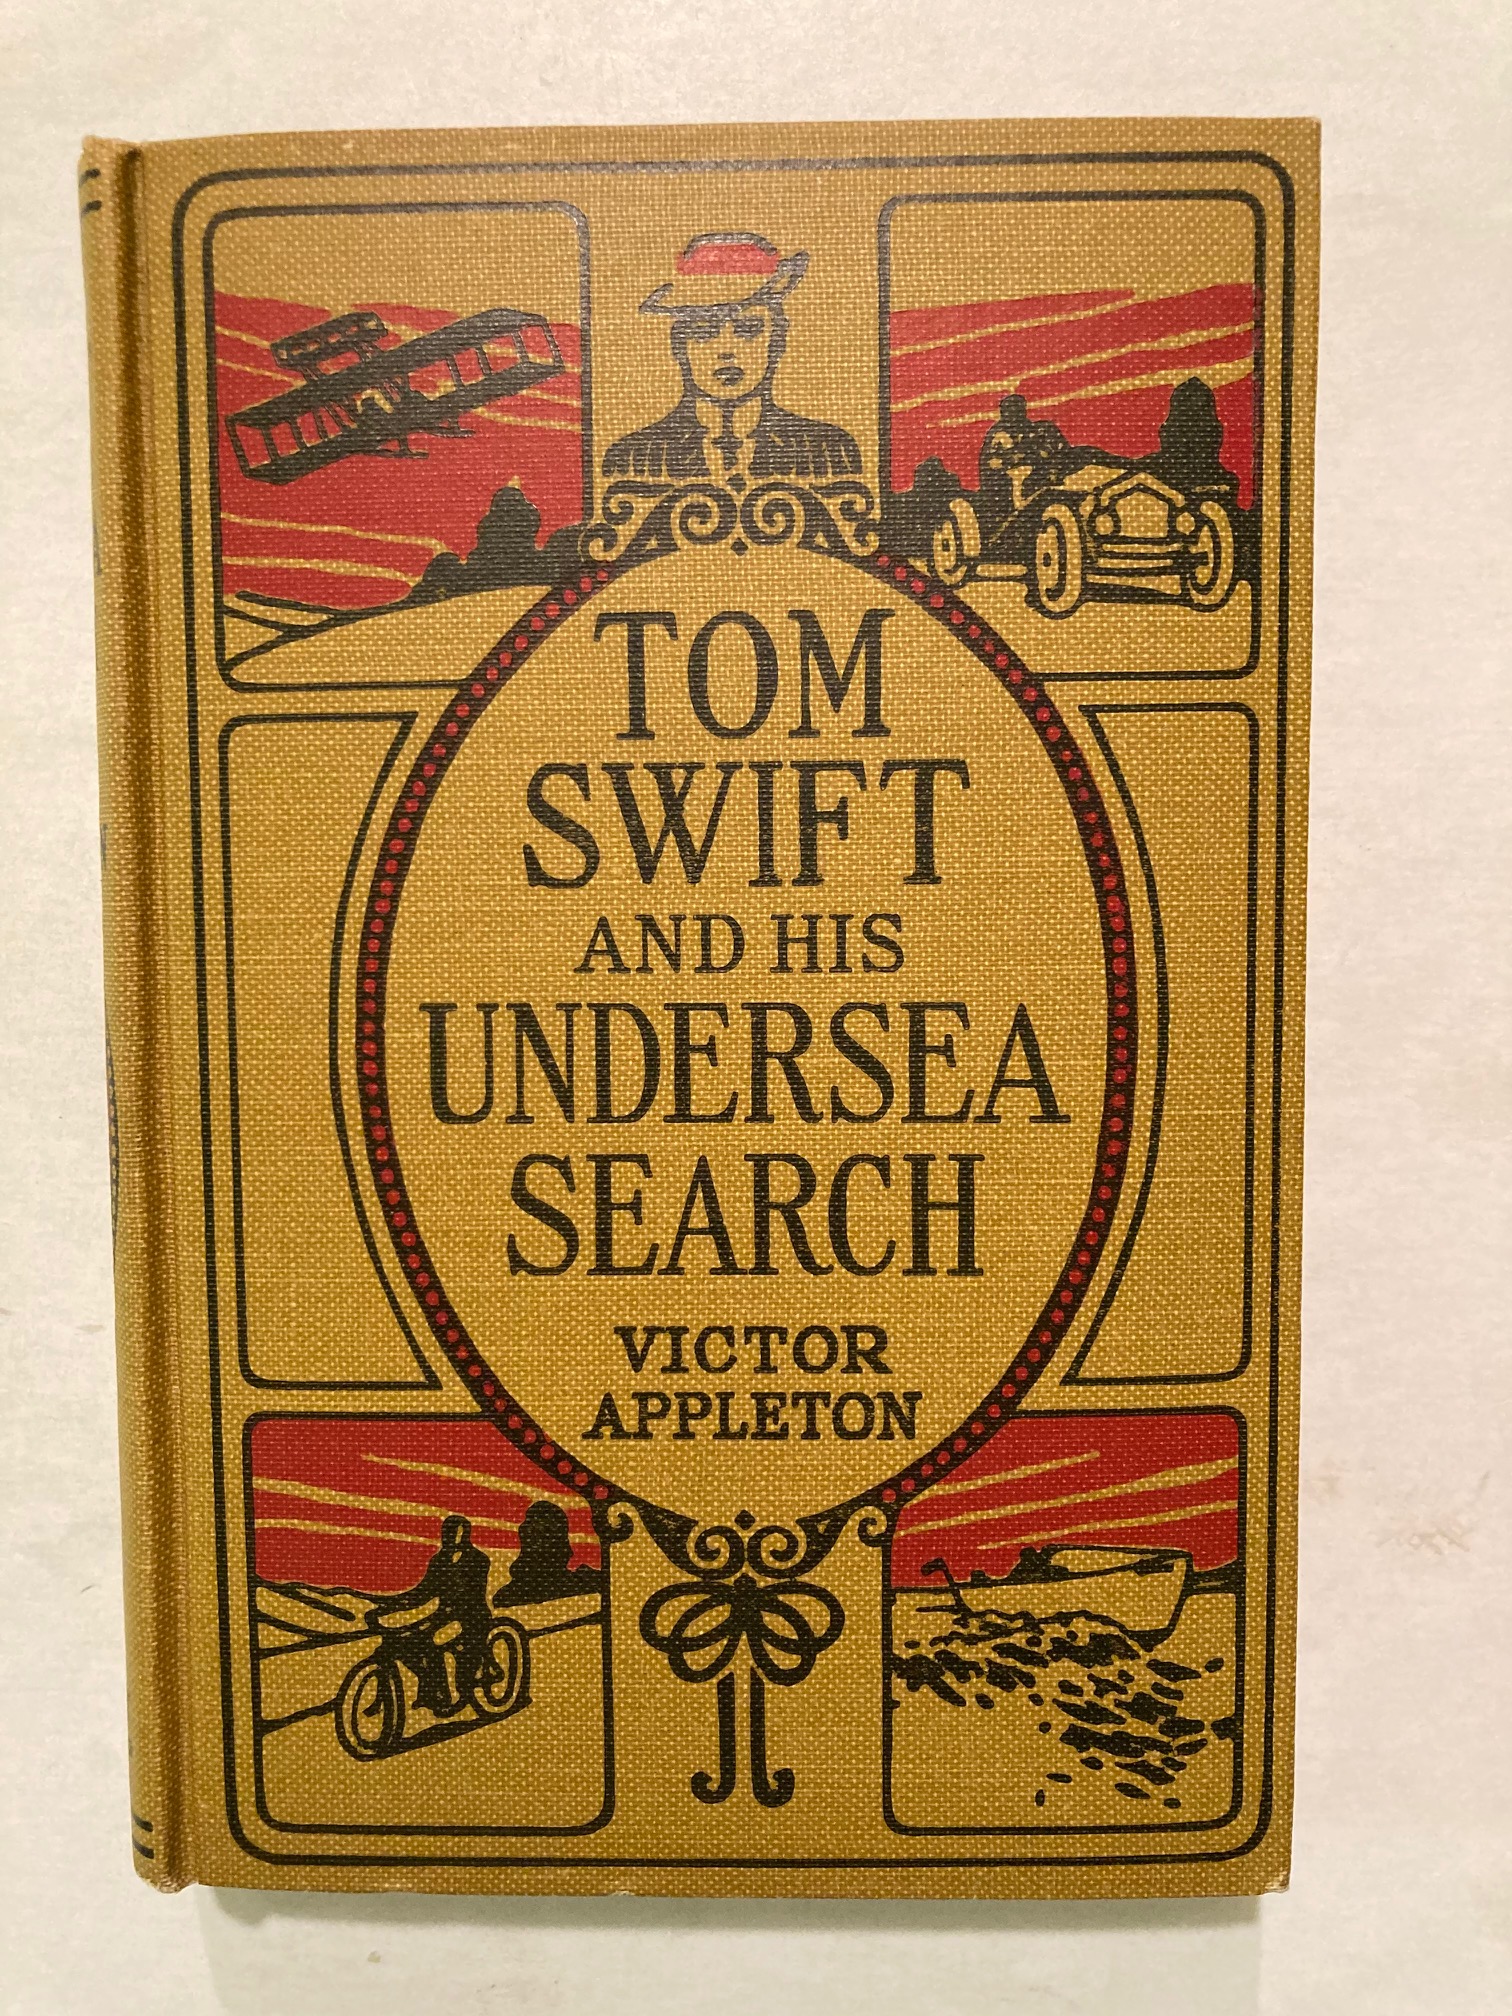 TOM
SWIFT
AND HIS
UNDERSEA
SEARCH
VICTOR
APPLETON